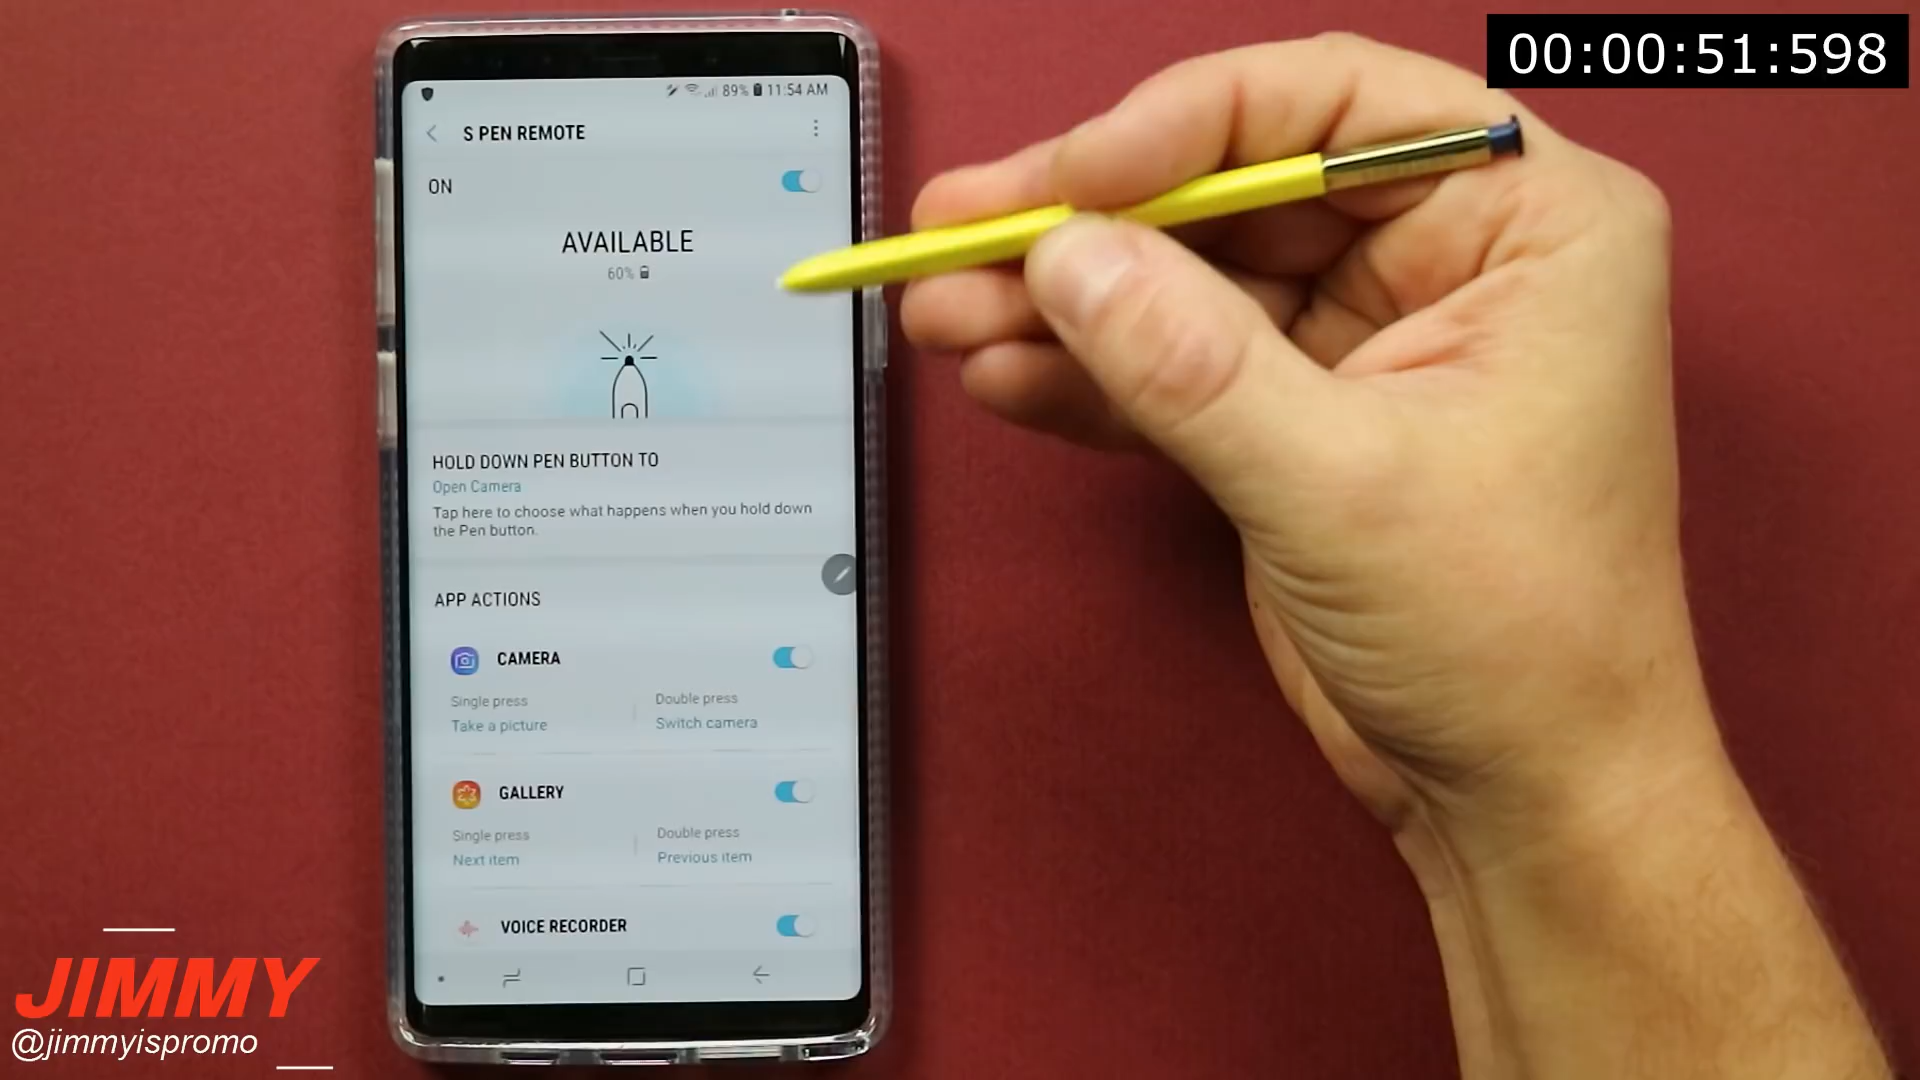 00:00:51:598
89% 11:54 AM
S PEN REMOTE
ON
AVAILABLE
60%
HOLD DOWN PEN BUTTON TO
Open Camera
Tap here to choose what happens when you hold down
the Pen button.
APP ACTIONS
CAMERA
Single press
Double press
Take a picture
Switch camera
GALLERY
Single press
Double press
Next item
Previous item
VOICE RECORDER
JIMMY
@jimmyispromo